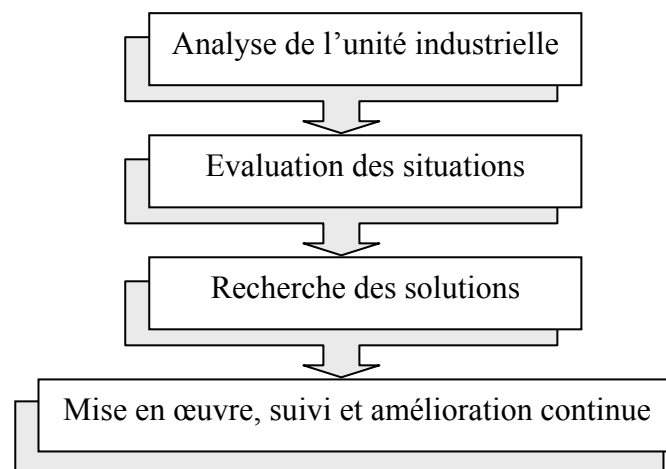 Analyse de l’unité industrielle
Evaluation des situations
Recherche des solutions
Mise en œuvre, suivi et amélioration continue